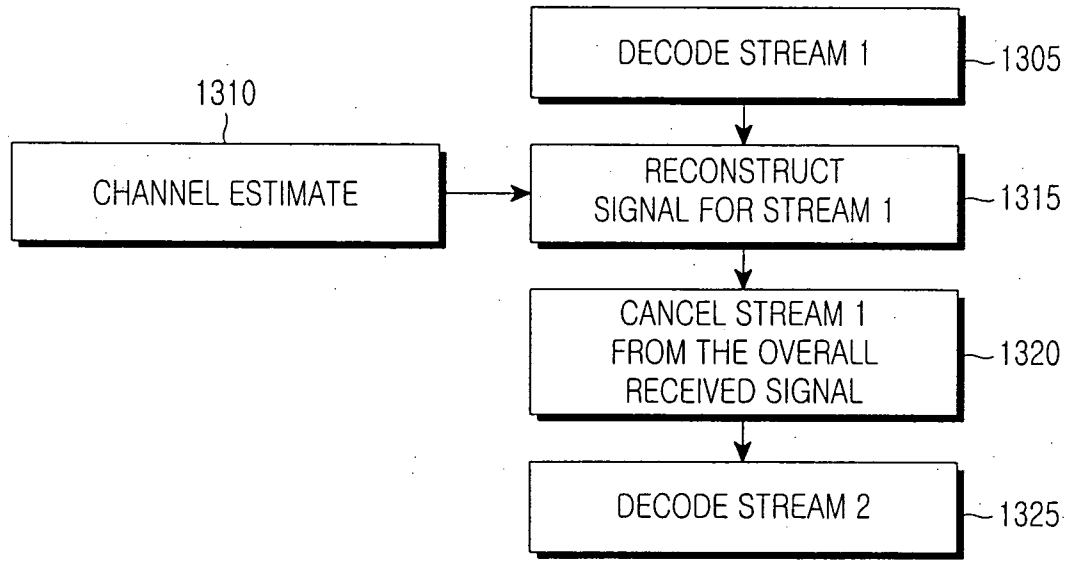 DECODE STREAM 1
1305
1310
CHANNEL ESTIMATE
RECONSTRUCT
SIGNAL FOR STREAM 1
1315
CANCEL STREAM 1
FROM THE OVERALL
RECEIVED SIGNAL
1320
DECODE STREAM 2
1325